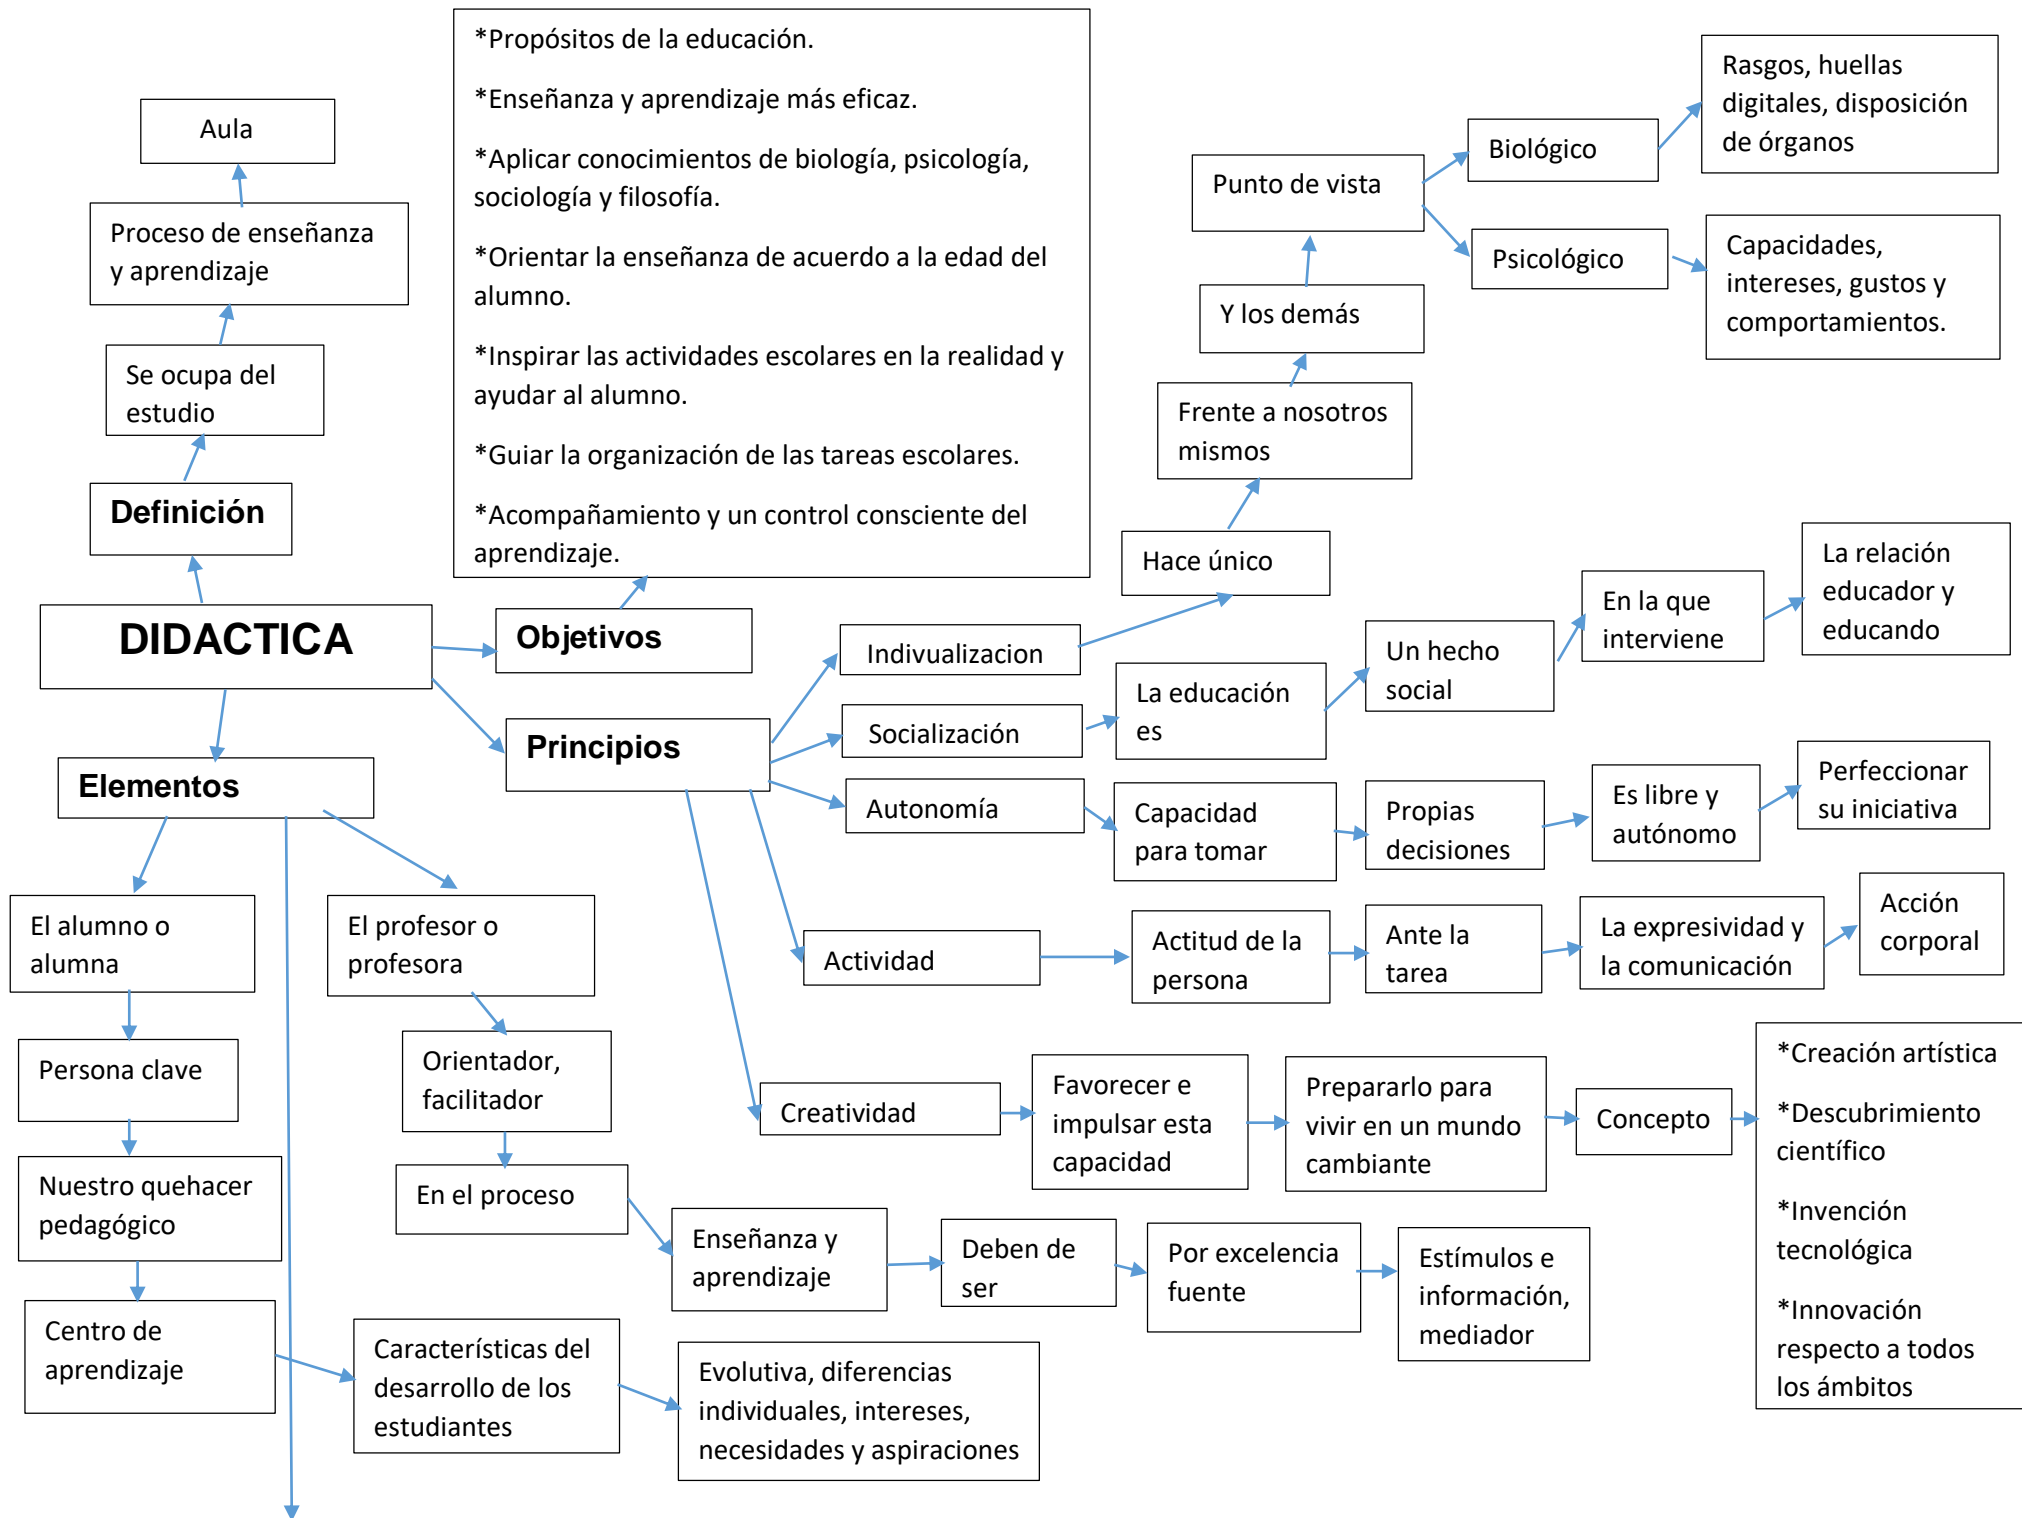 *Propósitos de la educación.
*Enseñanza y aprendizaje más eficaz.
*Aplicar conocimientos de biología, psicología,
sociología y filosofía.
*Orientar la enseñanza de acuerdo a la edad del
alumno.
*Inspirar las actividades escolares en la realidad y
ayudar al alumno.
*Guiar la organización de las tareas escolares.
*Acompañamiento y un control consciente del
aprendizaje.
Aula
Proceso de enseñanza
y aprendizaje
Se ocupa del
estudio
Definición
DIDACTICA
Objetivos
Principios
Elementos
Rasgos, huellas
digitales, disposición
de órganos
Biológico
Punto de vista
Psicológico
Capacidades,
intereses, gustos y
comportamientos.
Y los demás
Frente a nosotros
mismos
Hace único
Indivualizacion
Socialización
La educación
es
Un hecho
social
En la que
interviene
La relación
educador y
educando
Autonomía
Capacidad
para tomar
Propias
decisiones
Es libre y
autónomo
Perfeccionar
su iniciativa
Actividad
Actitud de la
persona
Ante la
tarea
La expresividad y
la comunicación
Acción
corporal
Creatividad
Favorecer e
impulsar esta
capacidad
Prepararlo para
vivir en un mundo
cambiante
Concepto
*Creación artística
*Descubrimiento
científico
*Invención
tecnológica
*Innovación
respecto a todos
los ámbitos
El alumno o
alumna
Persona clave
Nuestro quehacer
pedagógico
Centro de
aprendizaje
Características del
desarrollo de los
estudiantes
Evolutiva, diferencias
individuales, intereses,
necesidades y aspiraciones
El profesor o
profesora
Orientador,
facilitador
En el proceso
Enseñanza y
aprendizaje
Deben de
ser
Por excelencia
fuente
Estímulos e
información,
mediador